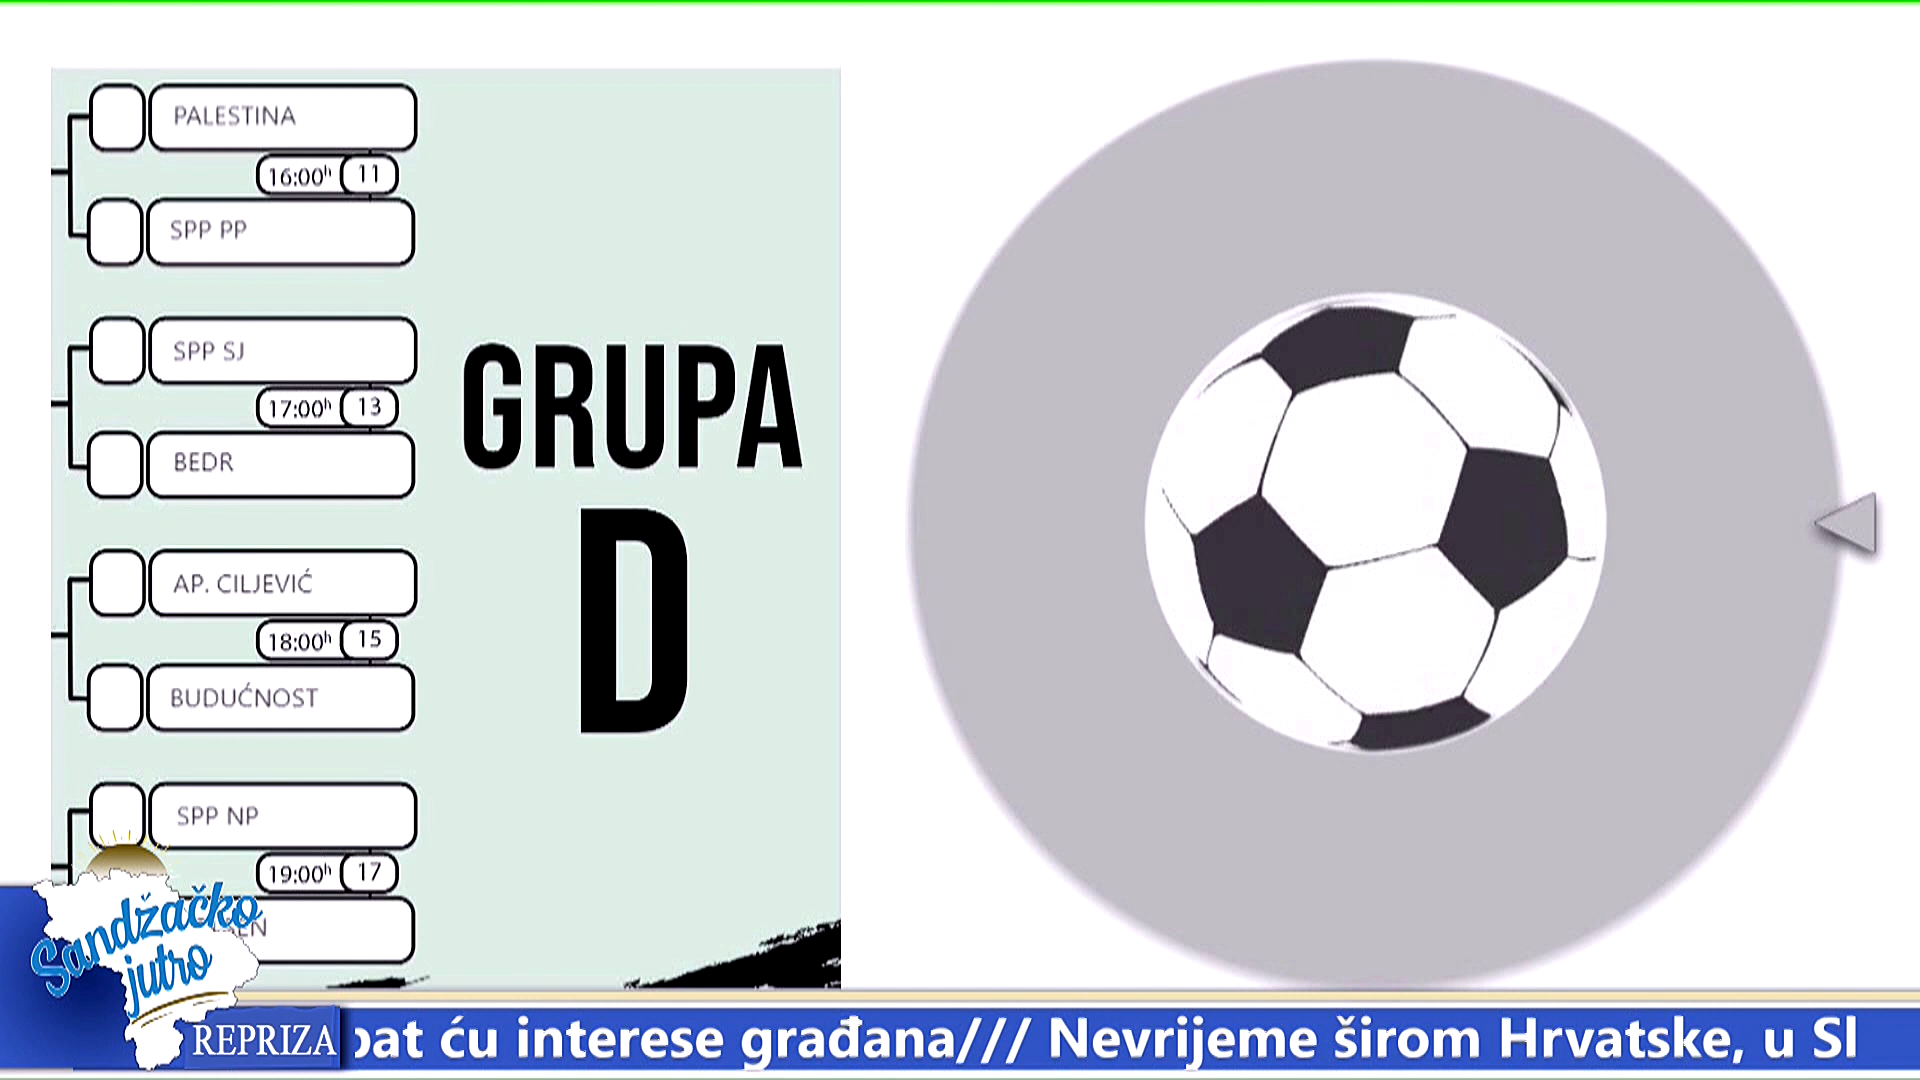 PALESTINA
16:00h 11
SPP PP
SPP SJ
17:00h 13
BEDR
AP. CILJEVIĆ
18:00h 15
BUDUĆNOST
SPP NP
19:00h 17
GRUPA
D
Sandžačko
jutro
REPRIZA
ću interese građana/// Nevrijeme širom Hrvatske, u Sl